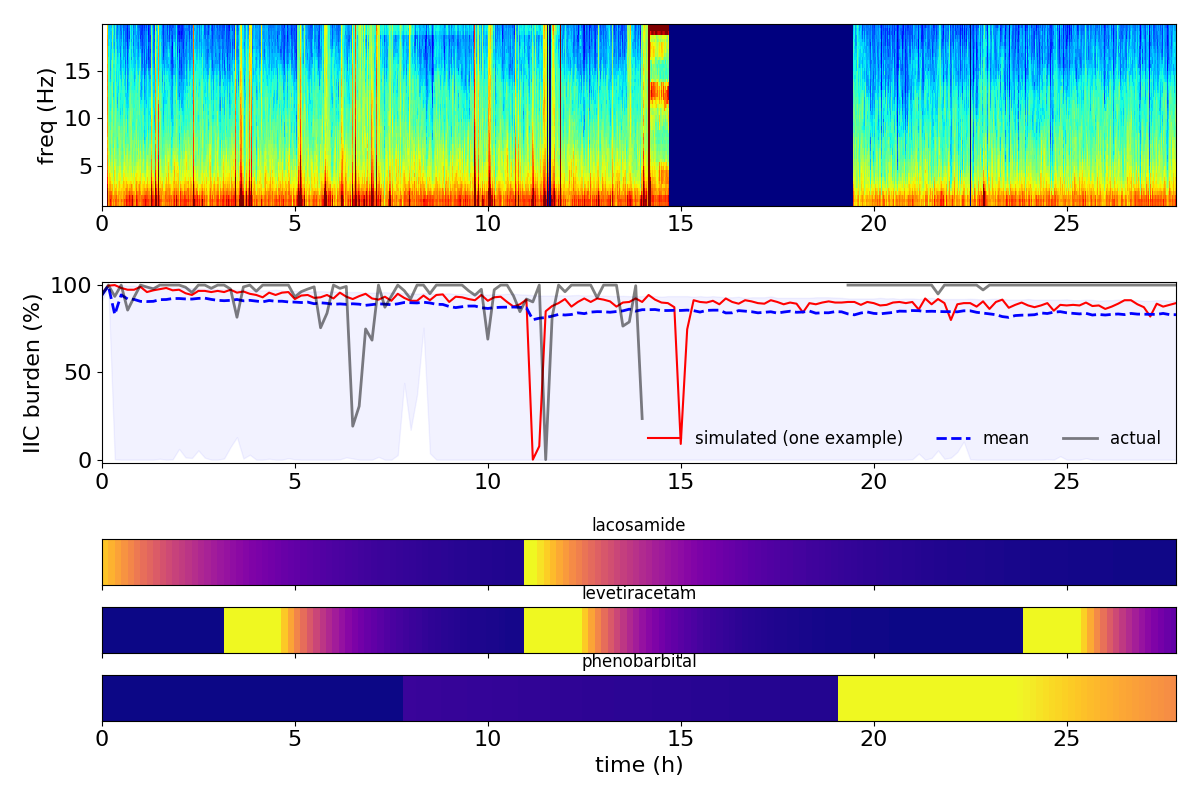 freq (Hz)
15
10
5
0 5 10 15 20 25
IIC burden (%)
100
50
0
simulated (one example) mean actual
0 5 10 15 20 25
lacosamide
levetiracetam
phenobarbital
0 5 10 15 20 25
time (h)